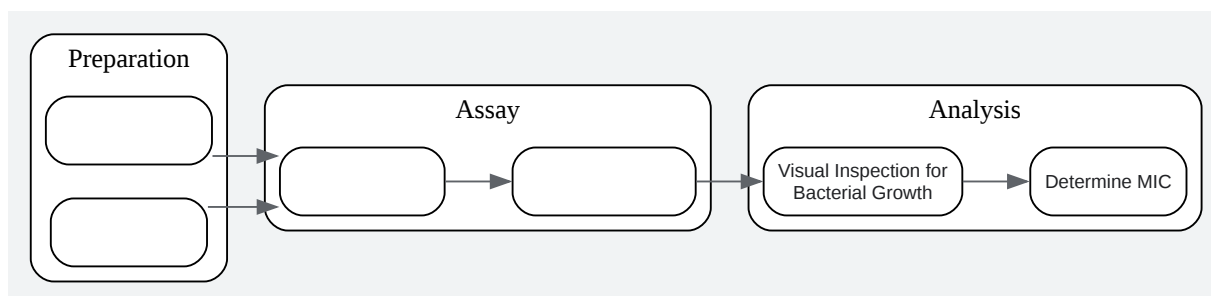 Preparation
Assay
Analysis
Visual Inspection for
Bacterial Growth
Determine MIC